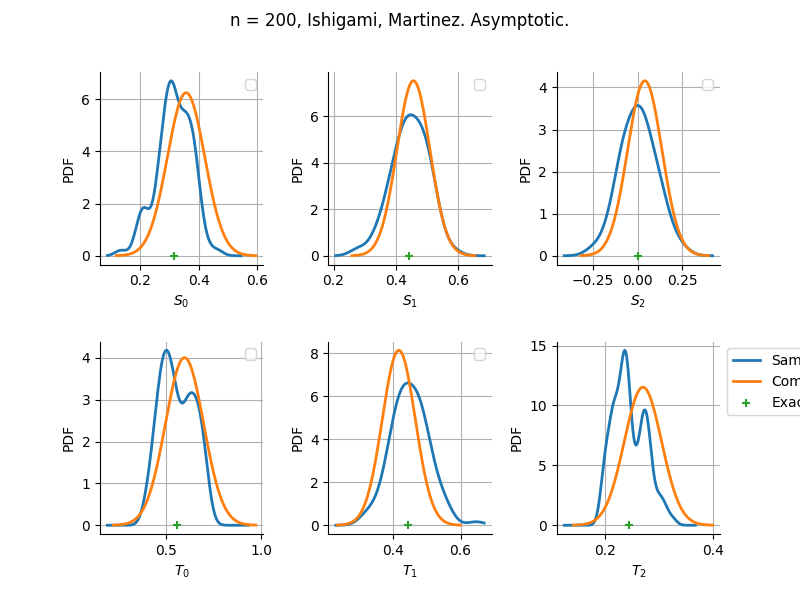 n = 200, Ishigami, Martinez. Asymptotic.
PDF
6
4
2
0
0.2 0.4 0.6
S0
PDF
6
4
2
0
0.2 0.4 0.6
S1
PDF
4
3
2
1
0
−0.25 0.00 0.25
S2
PDF
4
3
2
1
0
0.5 1.0
T0
PDF
8
6
4
2
0
0.4 0.6
T1
PDF
15
10
5
0
0.2 0.4
T2
Sam
Com
Exac